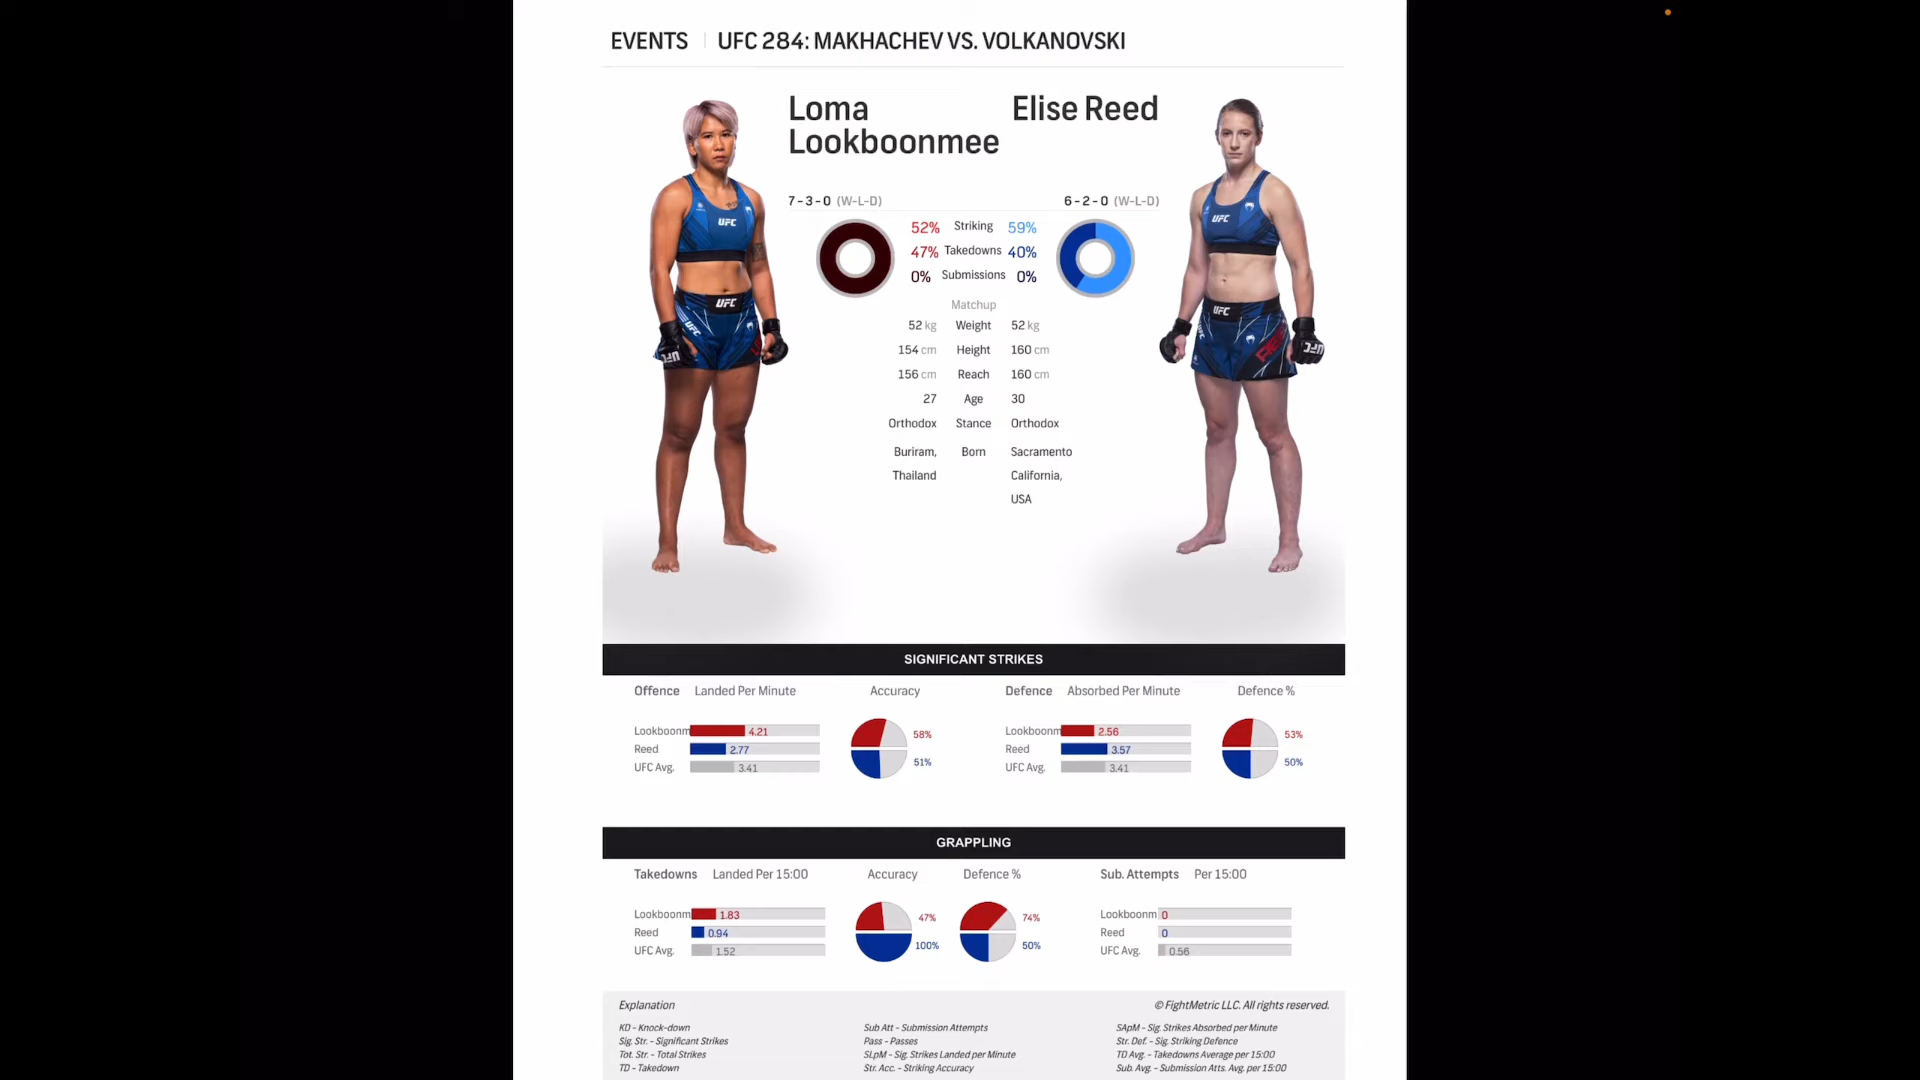 EVENTS UFC 284: MAKHACHEV VS. VOLKANOVSKI
Loma
Lookboonmee
Elise Reed
7 - 3 - 0 (W-L-D)
6 - 2 - 0 (W-L-D)
52% Striking 59%
47% Takedowns 40%
0% Submissions 0%
Matchup
52 kg Weight 52 kg
154 cm Height 160 cm
156 cm Reach 160 cm
27 Age 30
Orthodox Stance Orthodox
Buriram, Born Sacramento
Thailand California,
USA
UFC
UFC
UFC
UFC
UFC
UFC
UFC
SIGNIFICANT STRIKES
Offence Landed Per Minute Accuracy Defence Absorbed Per Minute Defence %
Lookboonm 4.21 58% Lookboonm 2.56 53%
Reed 2.77 51% Reed 3.57 50%
UFC Avg. 3.41 UFC Avg. 3.41
GRAPPLING
Takedowns Landed Per 15:00 Accuracy Defence % Sub. Attempts Per 15:00
Lookboonm 1.83 47% 74% Lookboonm 0
Reed 0.94 100% 50% Reed 0
UFC Avg. 1.52 UFC Avg. 0.56
Explanation © FightMetric LLC. All rights reserved.
KD - Knock-down Sub Att - Submission Attempts SApM - Sig. Strikes Absorbed per Minute
Sig. Str. - Significant Strikes Pass - Passes Str. Def. - Sig. Striking Defence
Tot. Str. - Total Strikes SLpM - Sig. Strikes Landed per Minute TD Avg. - Takedowns Average per 15:00
TD - Takedown Str. Acc. - Striking Accuracy Sub. Avg. - Submission Atts. Avg. per 15:00